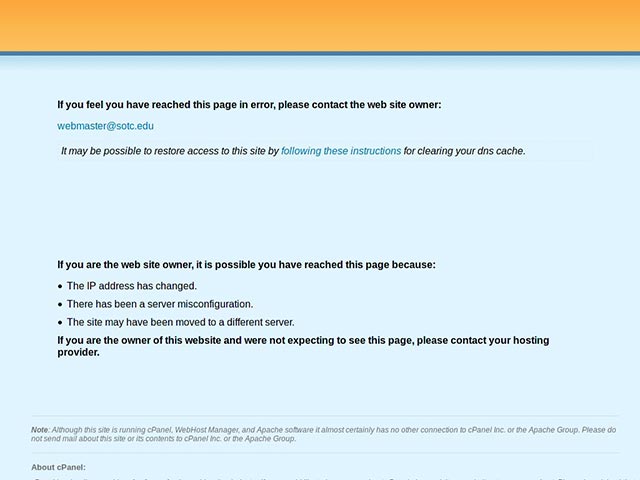 If you feel you have reached this page in error, please contact the web site owner:
webmaster@sotc.edu
It may be possible to restore access to this site by following these instructions for clearing your dns cache.
If you are the web site owner, it is possible you have reached this page because:
• The IP address has changed.
• There has been a server misconfiguration.
• The site may have been moved to a different server.
If you are the owner of this website and were not expecting to see this page, please contact your hosting
provider.
Note: Although this site is running cPanel, WebHost Manager, and Apache software it almost certainly has no other connection to cPanel Inc. or the Apache Group. Please do
not send mail about this site or its contents to cPanel Inc. or the Apache Group.
About cPanel: